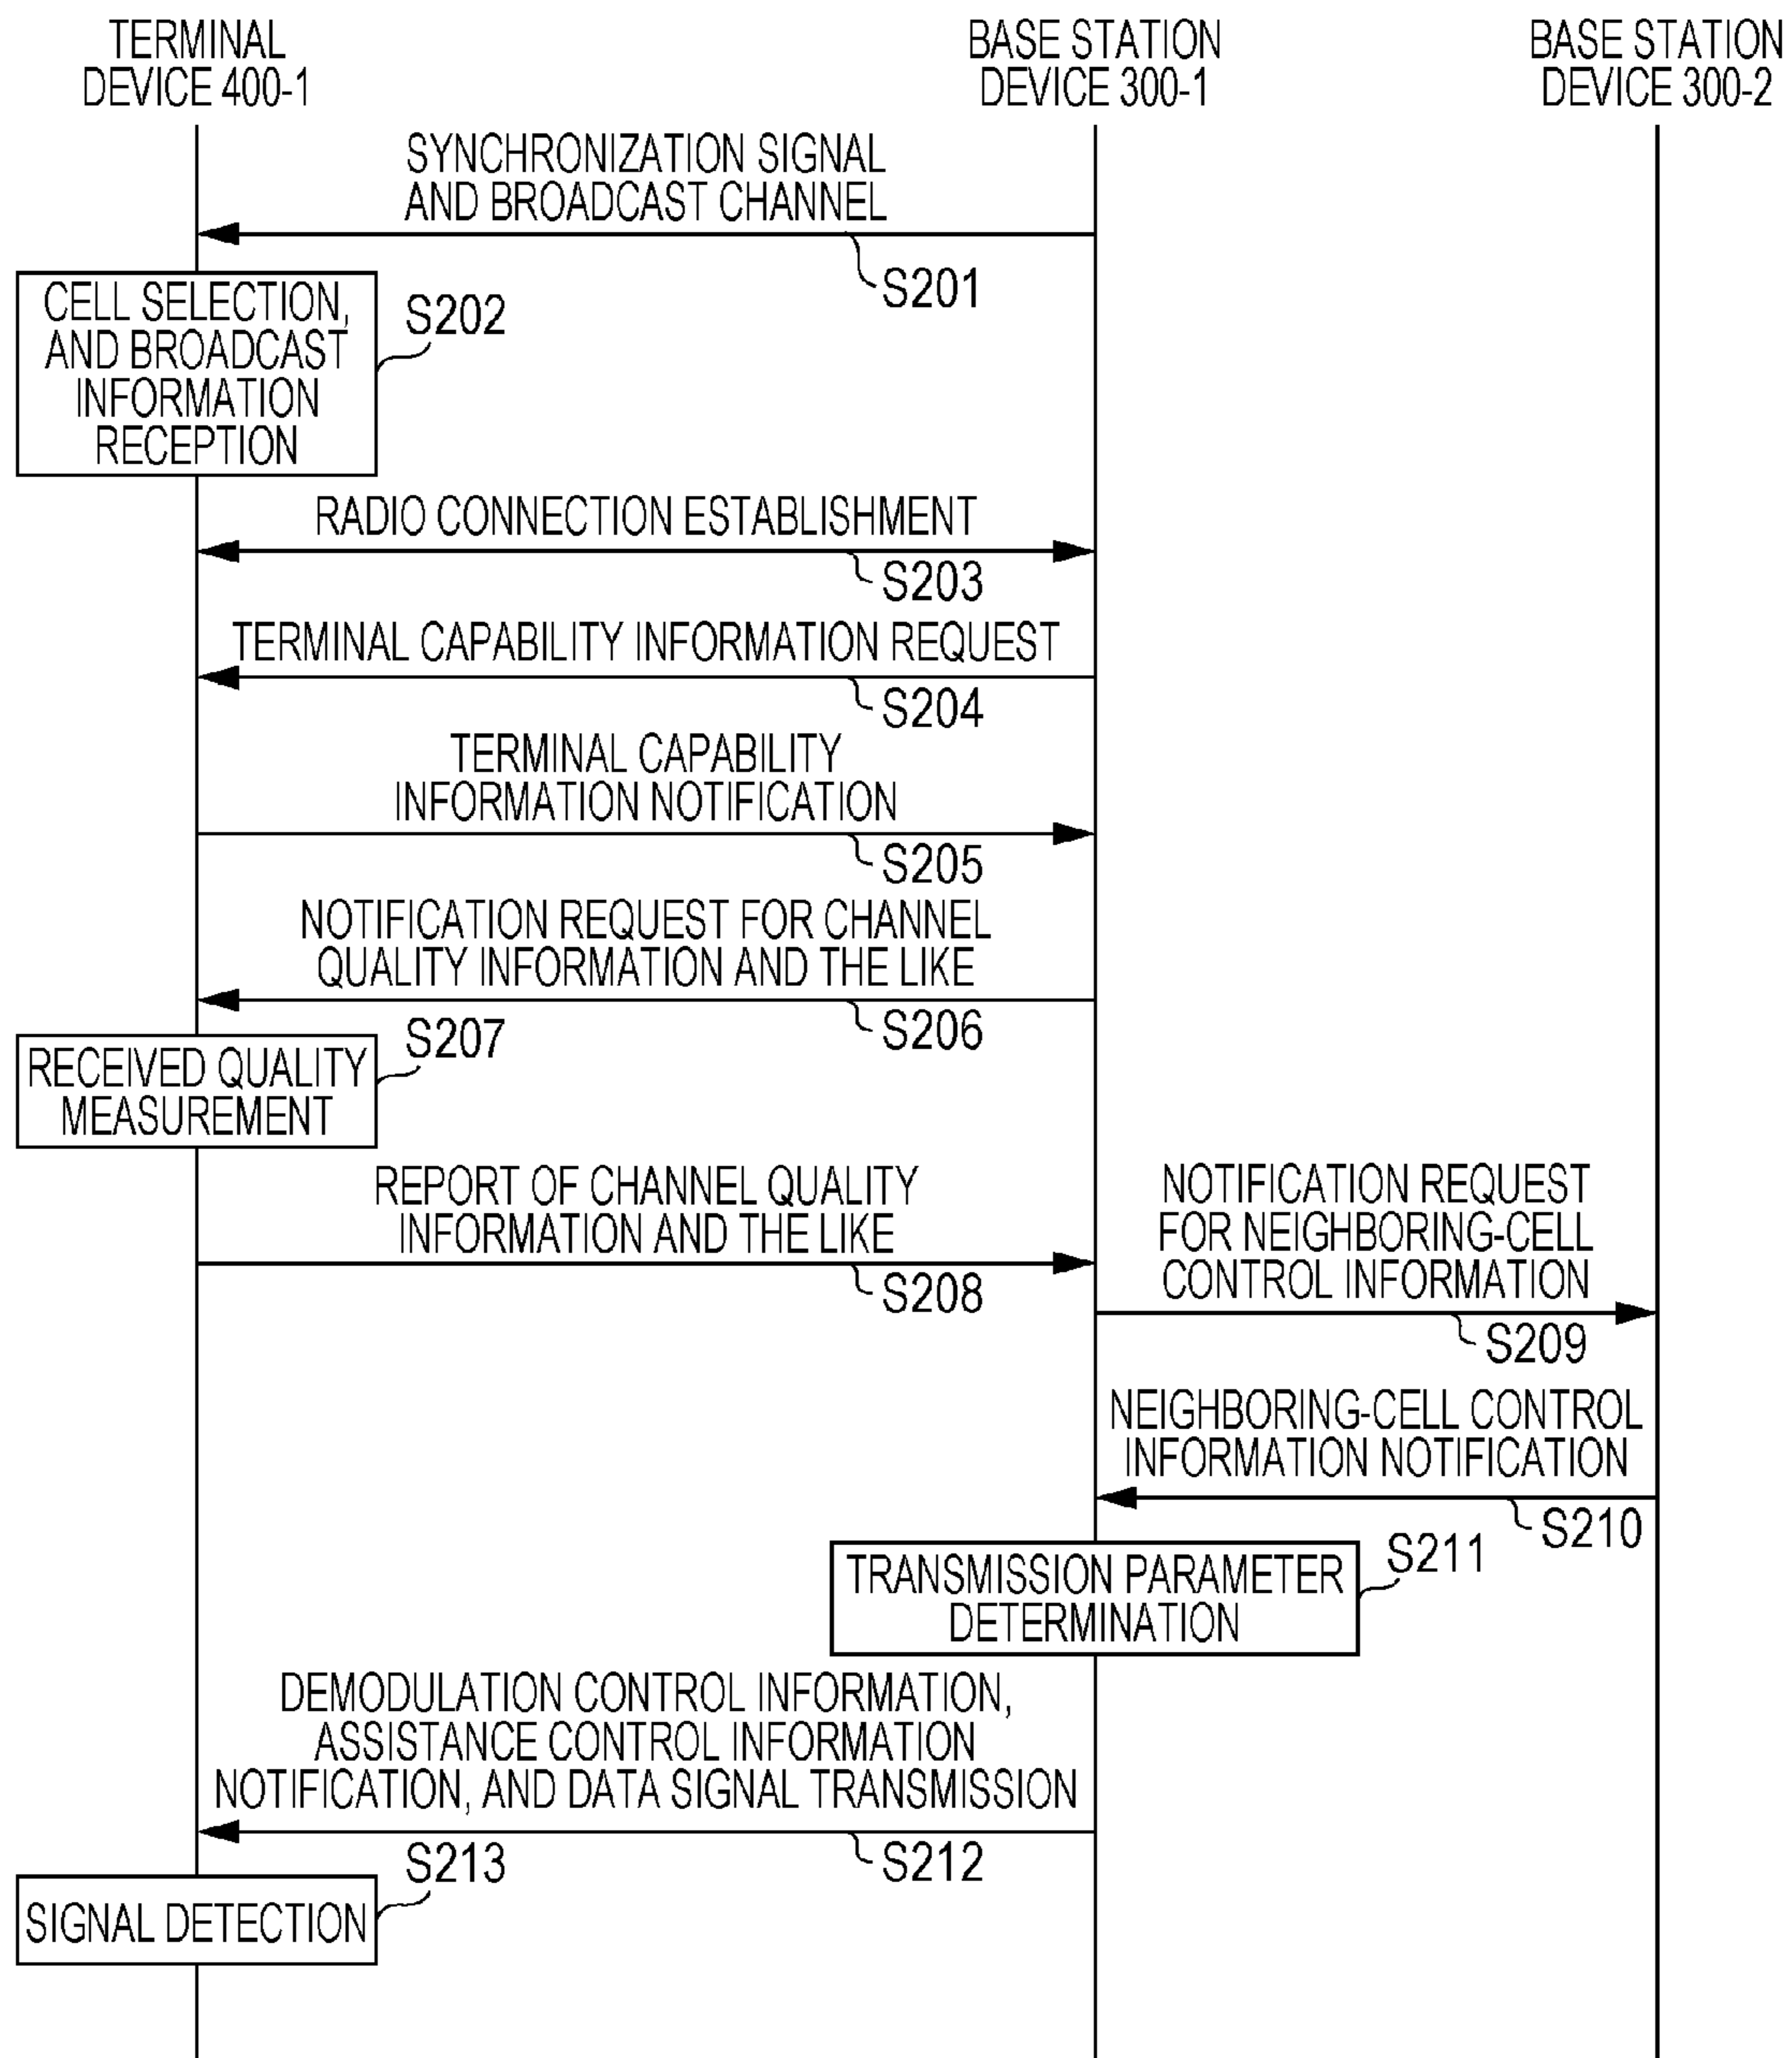 TERMINAL
DEVICE 400-1
BASE STATION
DEVICE 300-1
BASE STATION
DEVICE 300-2
SYNCHRONIZATION SIGNAL
AND BROADCAST CHANNEL
S201
CELL SELECTION,
AND BROADCAST
INFORMATION
RECEPTION
S202
RADIO CONNECTION ESTABLISHMENT
S203
TERMINAL CAPABILITY INFORMATION REQUEST
S204
TERMINAL CAPABILITY
INFORMATION NOTIFICATION
S205
NOTIFICATION REQUEST FOR CHANNEL
QUALITY INFORMATION AND THE LIKE
S206
RECEIVED QUALITY
MEASUREMENT
S207
REPORT OF CHANNEL QUALITY
INFORMATION AND THE LIKE
S208
NOTIFICATION REQUEST
FOR NEIGHBORING-CELL
CONTROL INFORMATION
S209
NEIGHBORING-CELL CONTROL
INFORMATION NOTIFICATION
S210
TRANSMISSION PARAMETER
DETERMINATION
S211
DEMODULATION CONTROL INFORMATION,
ASSISTANCE CONTROL INFORMATION
NOTIFICATION, AND DATA SIGNAL TRANSMISSION
S212
SIGNAL DETECTION
S213